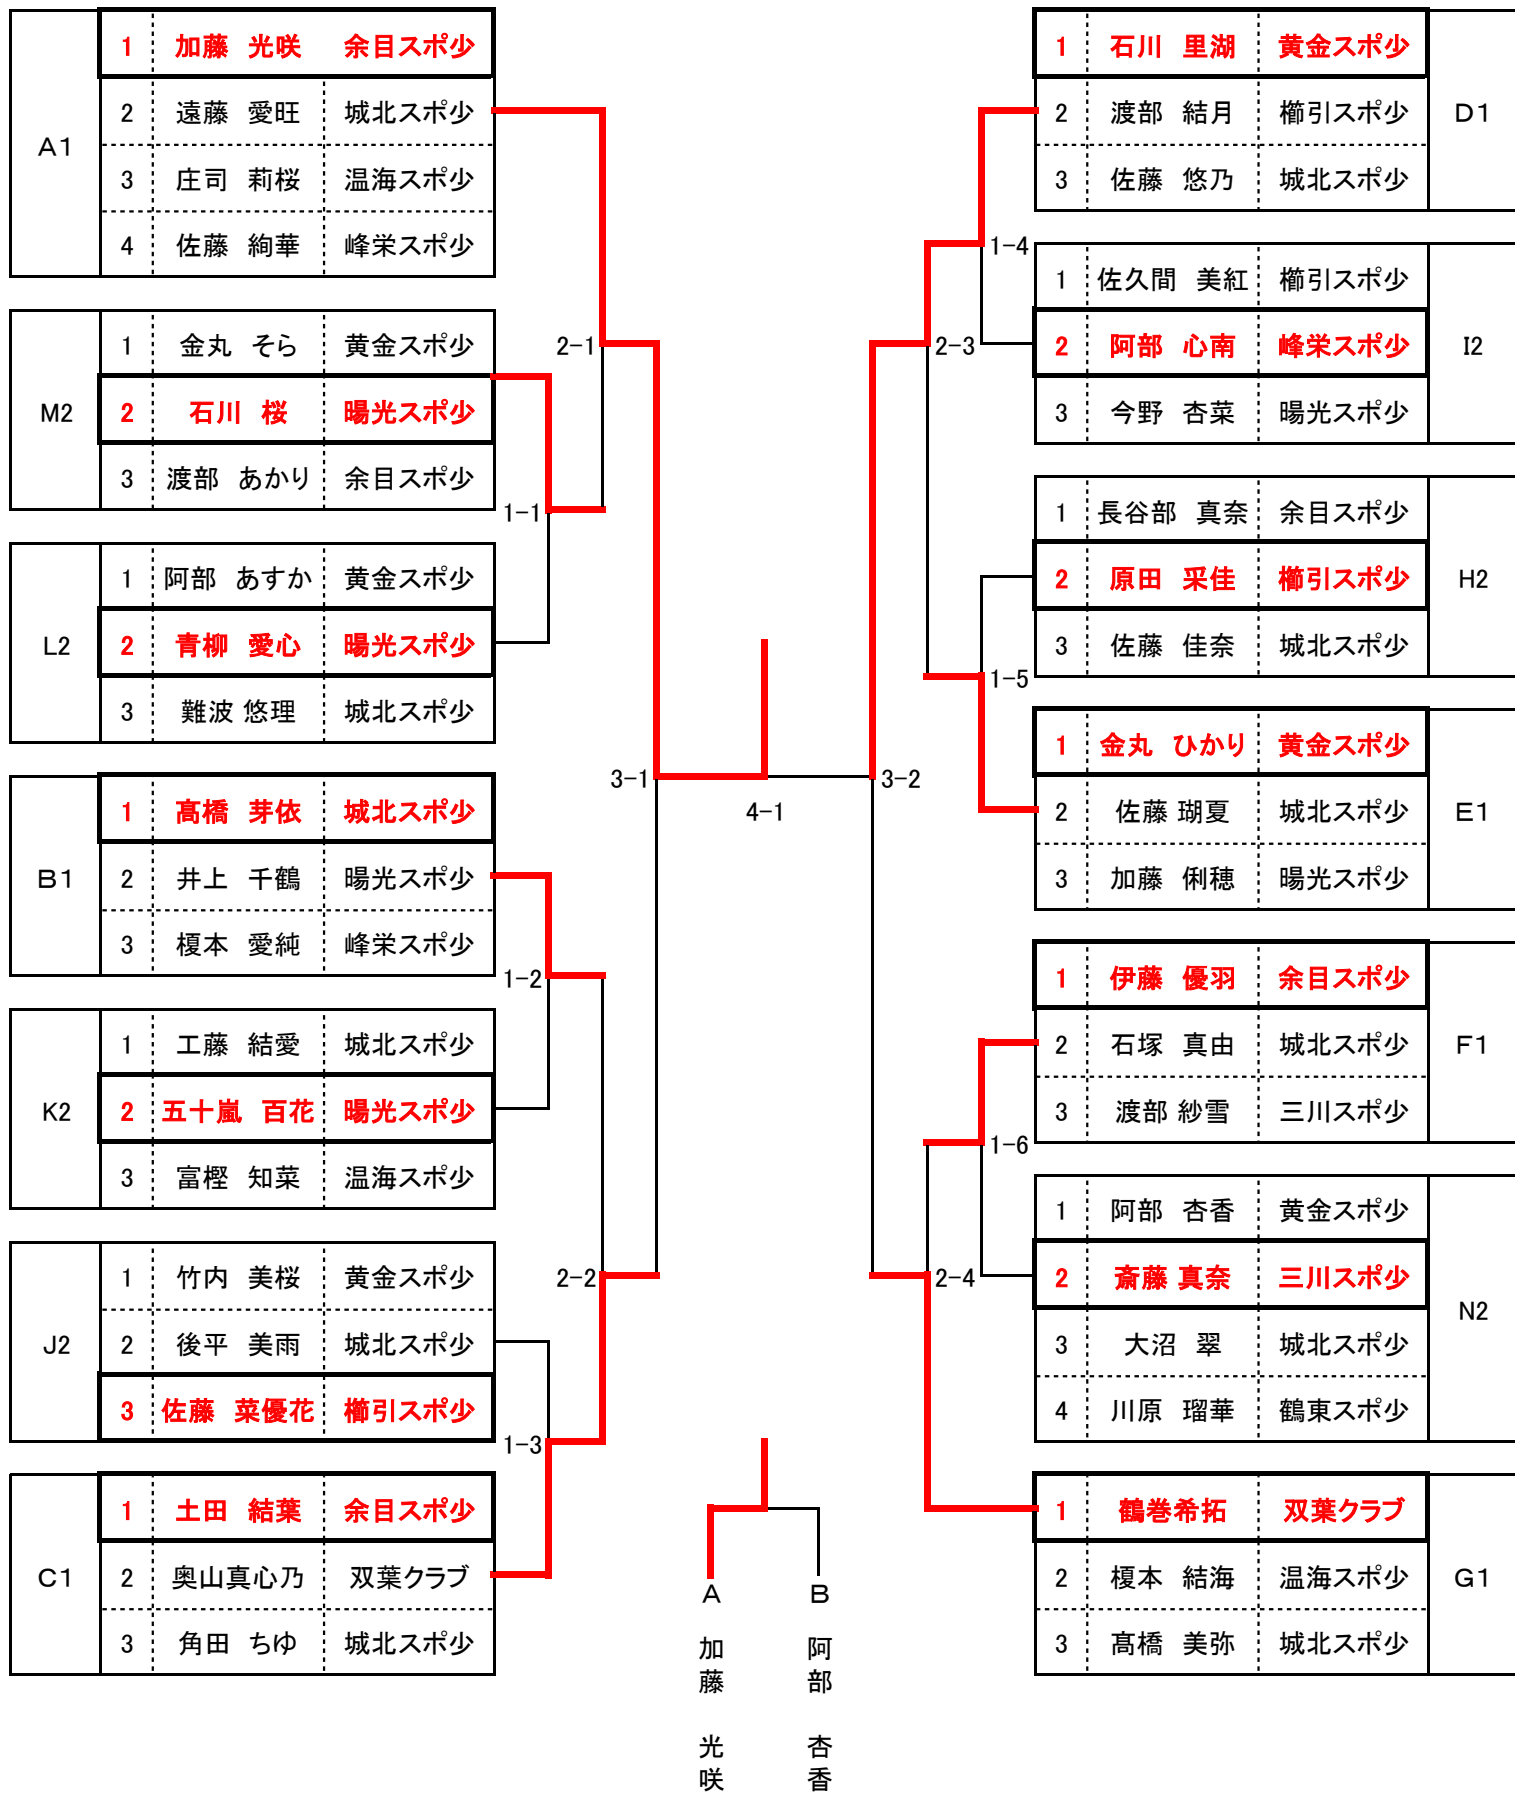 A1
1 加藤 光咲 余目スポ少
2 遠藤 愛旺 城北スポ少
3 庄司 莉桜 温海スポ少
4 佐藤 絢華 峰栄スポ少
M2
1 金丸 そら 黄金スポ少
2 石川 桜 暘光スポ少
3 渡部 あかり 余目スポ少
L2
1 阿部 あすか 黄金スポ少
2 青柳 愛心 暘光スポ少
3 難波 悠理 城北スポ少
B1
1 髙橋 芽依 城北スポ少
2 井上 千鶴 暘光スポ少
3 榎本 愛純 峰栄スポ少
K2
1 工藤 結愛 城北スポ少
2 五十嵐 百花 暘光スポ少
3 富樫 知菜 温海スポ少
J2
1 竹内 美桜 黄金スポ少
2 後平 美雨 城北スポ少
3 佐藤 菜優花 櫛引スポ少
C1
1 土田 結葉 余目スポ少
2 奥山真心乃 双葉クラブ
3 角田 ちゆ 城北スポ少
2-1
1-1
3-1
1-2
2-2
1-3
4-1
1-4
2-3
1-5
3-2
1-6
2-4
D1
1 石川 里湖 黄金スポ少
2 渡部 結月 櫛引スポ少
3 佐藤 悠乃 城北スポ少
I2
1 佐久間 美紅 櫛引スポ少
2 阿部 心南 峰栄スポ少
3 今野 杏菜 暘光スポ少
H2
1 長谷部 真奈 余目スポ少
2 原田 采佳 櫛引スポ少
3 佐藤 佳奈 城北スポ少
E1
1 金丸 ひかり 黄金スポ少
2 佐藤 瑚夏 城北スポ少
3 加藤 俐穂 暘光スポ少
F1
1 伊藤 優羽 余目スポ少
2 石塚 真由 城北スポ少
3 渡部 紗雪 三川スポ少
N2
1 阿部 杏香 黄金スポ少
2 斎藤 真奈 三川スポ少
3 大沼 翠 城北スポ少
4 川原 瑠華 鶴東スポ少
G1
1 鶴巻希拓 双葉クラブ
2 榎本 結海 温海スポ少
3 髙橋 美弥 城北スポ少
A
加藤 光咲
B
阿部 杏香